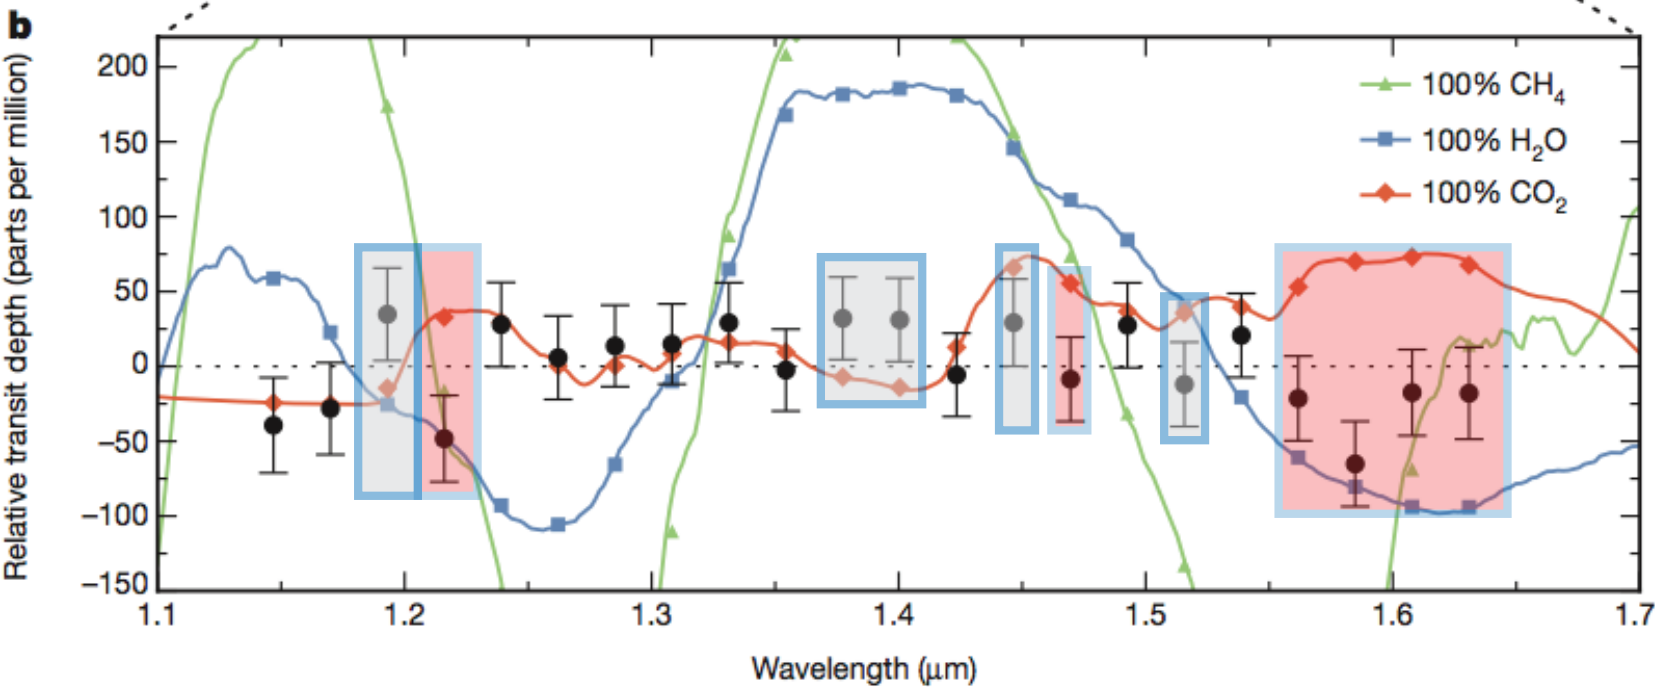 b
Relative transit depth (parts per million)
200
150
100
50
0
−50
−100
−150
100% CH₄
100% H₂O
100% CO₂
1.1 1.2 1.3 1.4 1.5 1.6 1.7
Wavelength (μm)